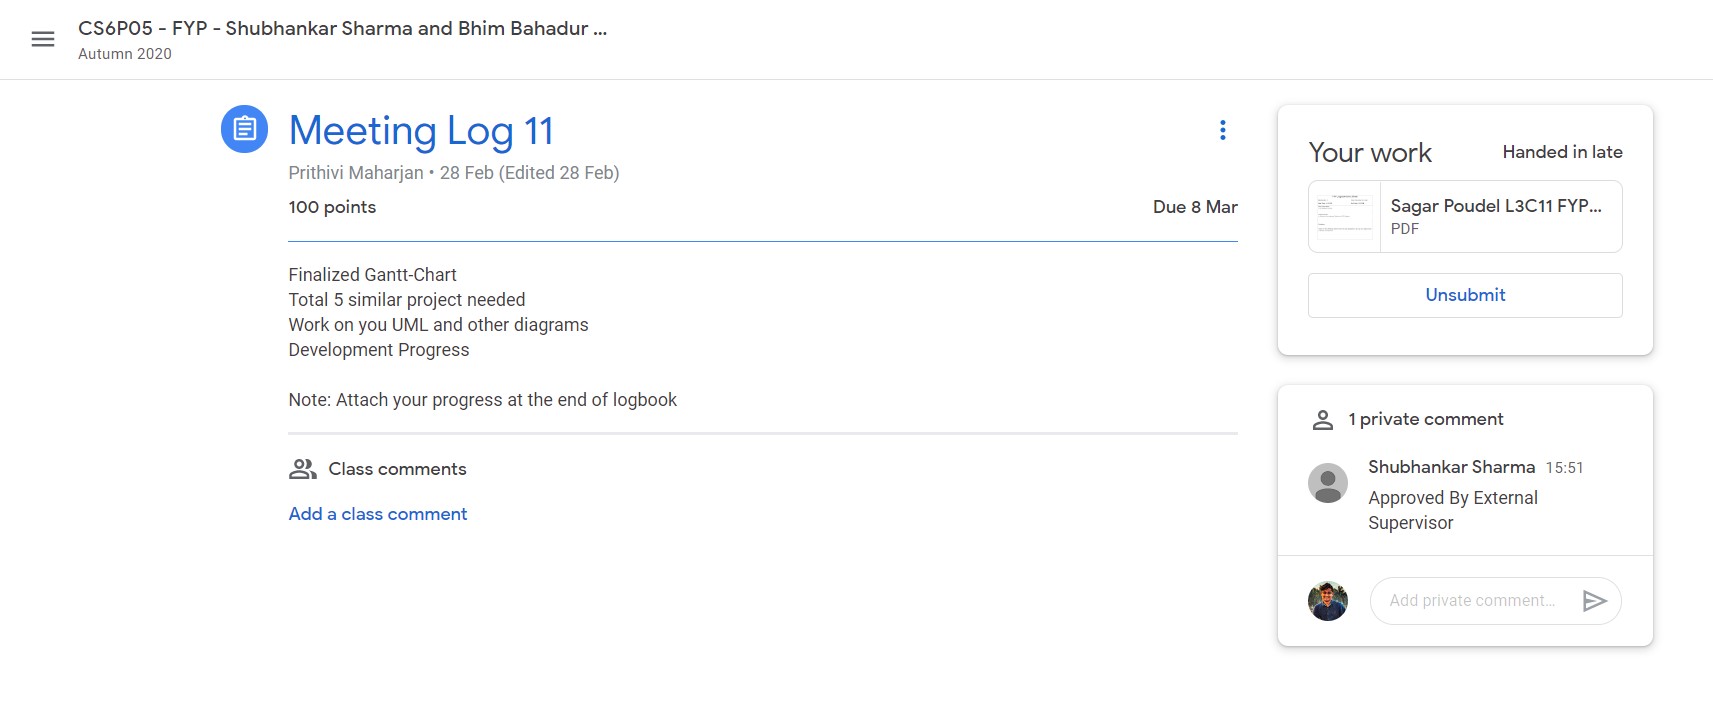 CS6P05 - FYP - Shubhankar Sharma and Bhim Bahadur ...
Autumn 2020
Meeting Log 11
Prithivi Maharjan • 28 Feb (Edited 28 Feb)
100 points
Due 8 Mar
Finalized Gantt-Chart
Total 5 similar project needed
Work on you UML and other diagrams
Development Progress
Note: Attach your progress at the end of logbook
Class comments
Add a class comment
Your work
Handed in late
Sagar Poudel L3C11 FYP...
PDF
Unsubmit
1 private comment
Shubhankar Sharma 15:51
Approved By External
Supervisor
Add private comment...